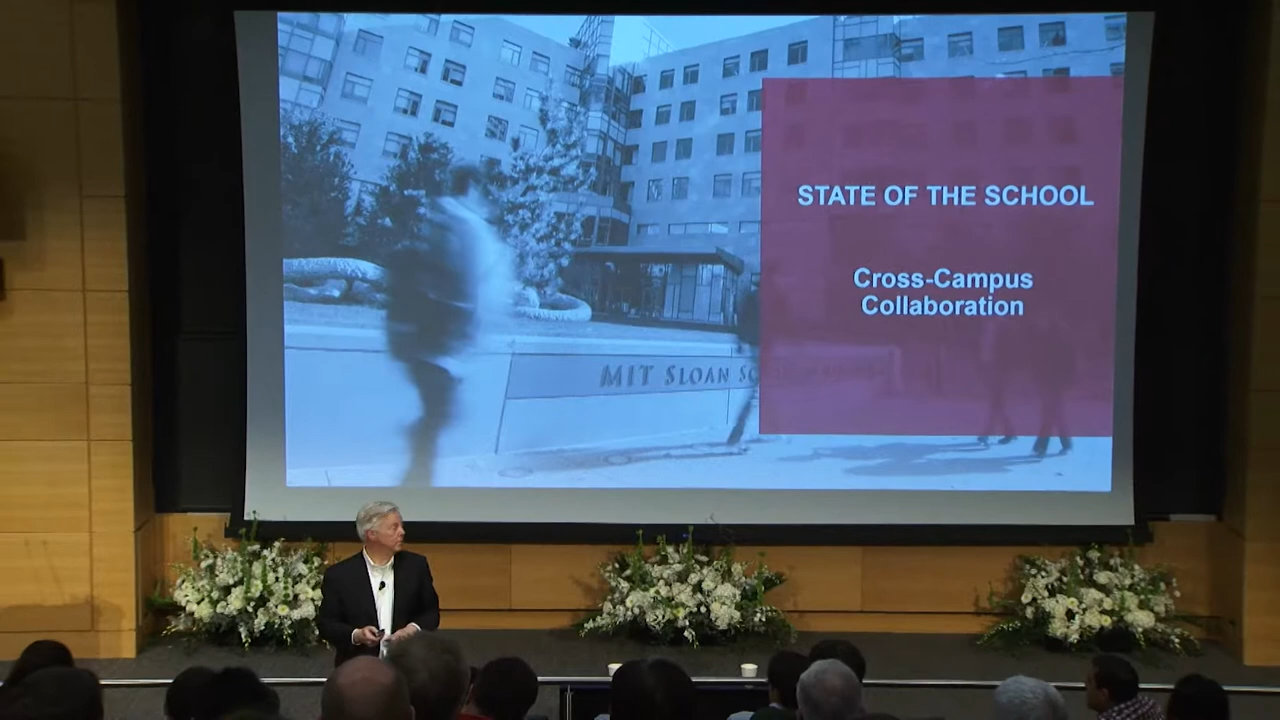 STATE OF THE SCHOOL
Cross-Campus
Collaboration
MIT SLOAN